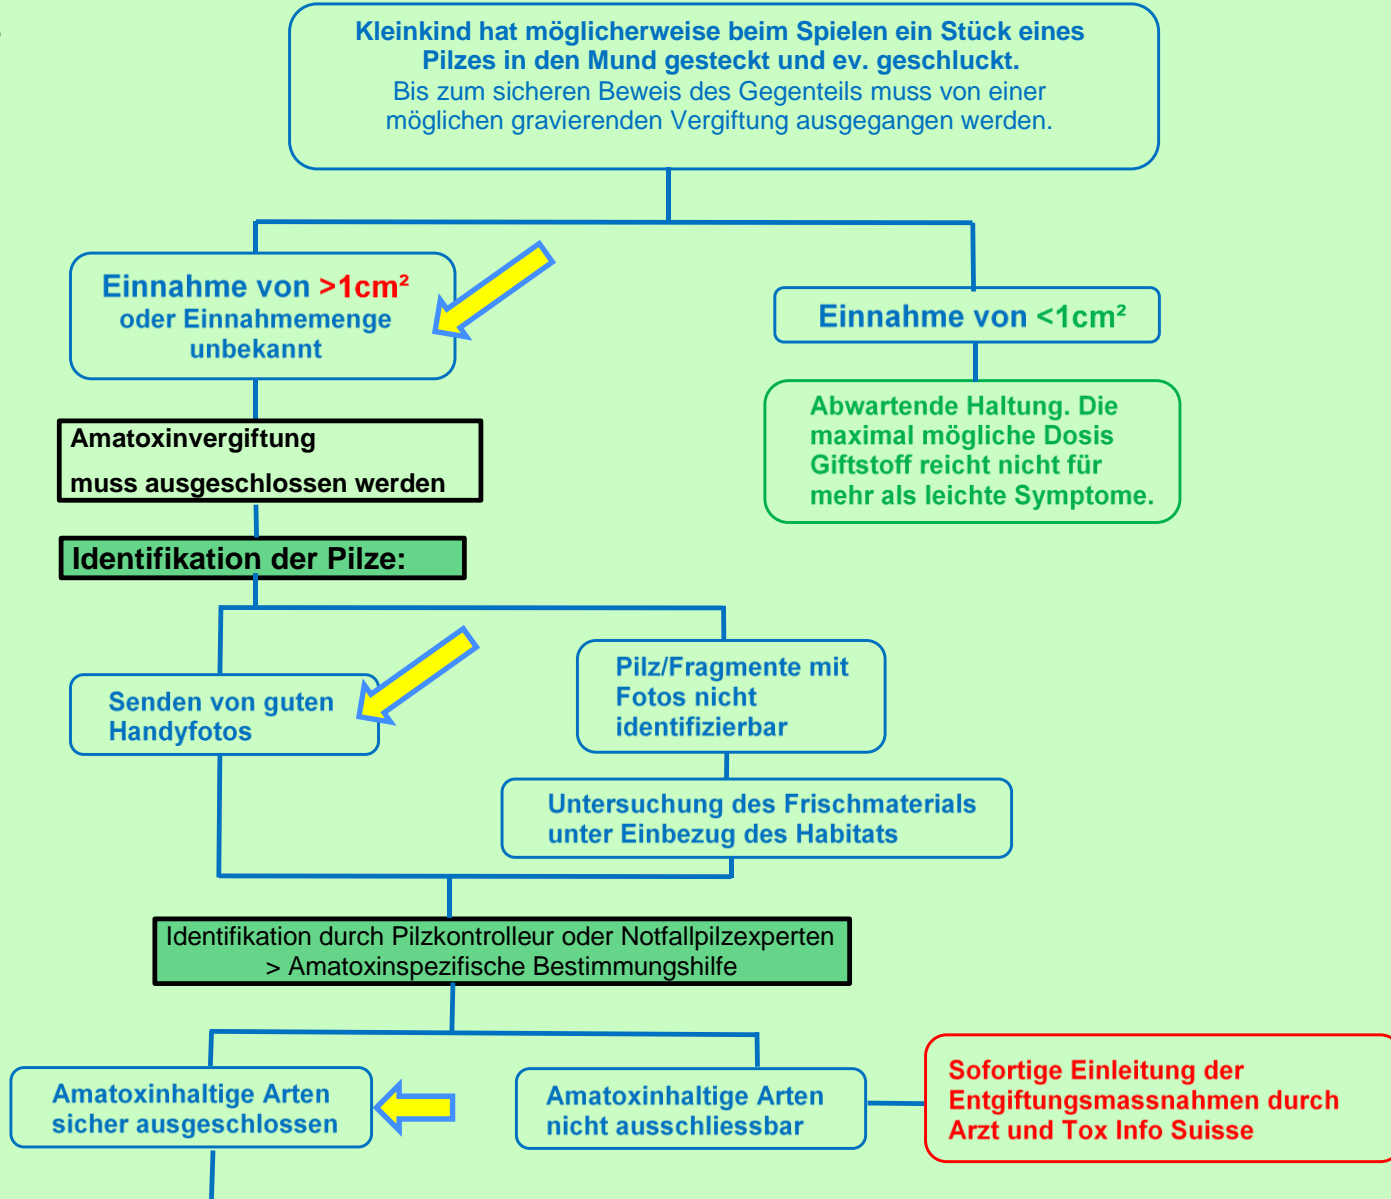 Kleinkind hat möglicherweise beim Spielen ein Stück eines
Pilzes in den Mund gesteckt und ev. geschluckt.
Bis zum sicheren Beweis des Gegenteils muss von einer
möglichen gravierenden Vergiftung ausgegangen werden.
Einnahme von >1cm²
oder Einnahmemenge
unbekannt
Einnahme von <1cm²
Abwartende Haltung. Die
maximal mögliche Dosis
Giftstoff reicht nicht für
mehr als leichte Symptome.
Amatoxinvergiftung
muss ausgeschlossen werden
Identifikation der Pilze:
Senden von guten
Handyfotos
Pilz/Fragmente mit
Fotos nicht
identifizierbar
Untersuchung des Frischmaterials
unter Einbezug des Habitats
Identifikation durch Pilzkontrolleur oder Notfallpilzexperten
> Amatoxinspezifische Bestimmungshilfe
Amatoxinhaltige Arten
sicher ausgeschlossen
Amatoxinhaltige Arten
nicht ausschliessbar
Sofortige Einleitung der
Entgiftungsmassnahmen durch
Arzt und Tox Info Suisse